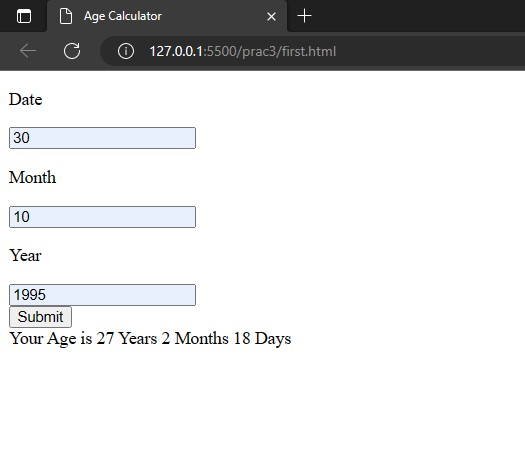 Age Calculator
127.0.0.1:5500/prac3/first.html
Date
30
Month
10
Year
1995
Submit
Your Age is 27 Years 2 Months 18 Days